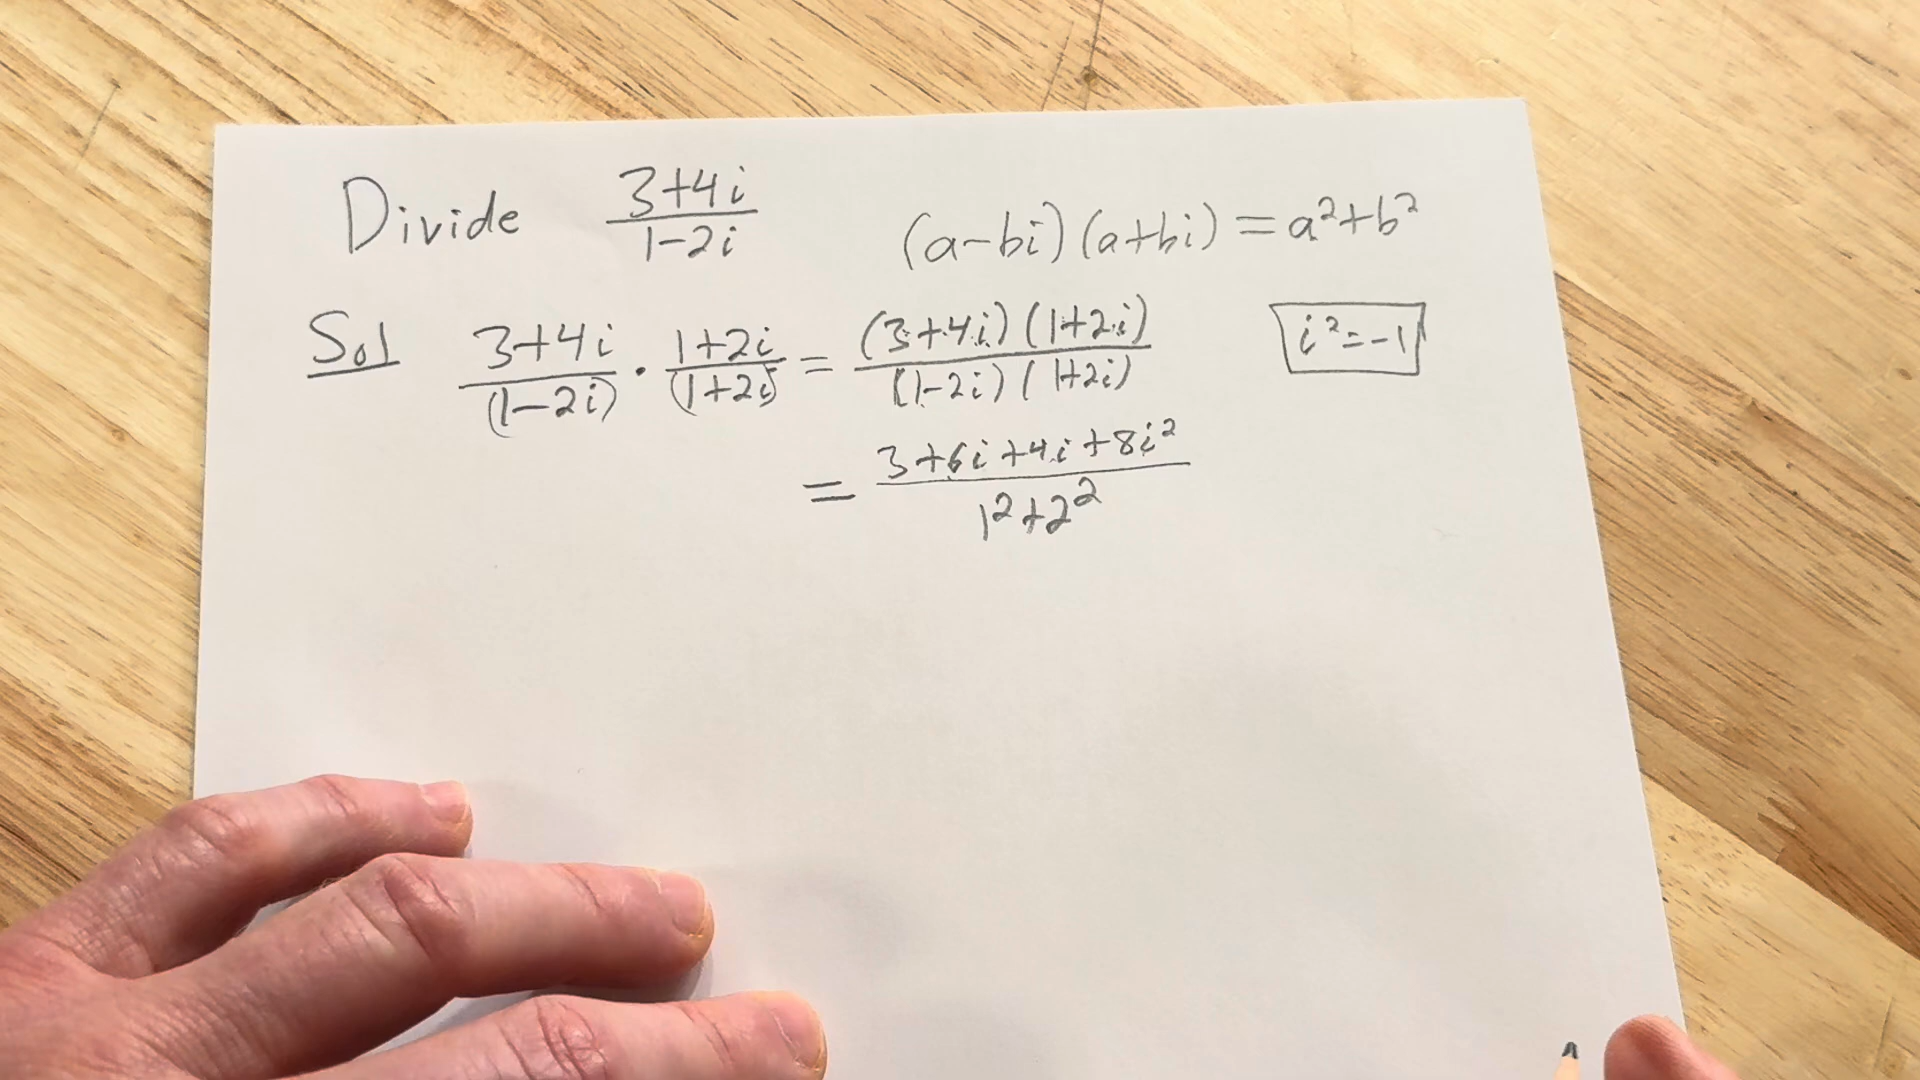 Divide (3+4i)/(1-2i) (a-bi)(a+bi) = a²+b²
Sol (3+4i)/(1-2i) · (1+2i)/(1+2i) = ((3+4i)(1+2i))/((1-2i)(1+2i)) i²=-1
= (3+6i+4i+8i²)/(1²+2²)